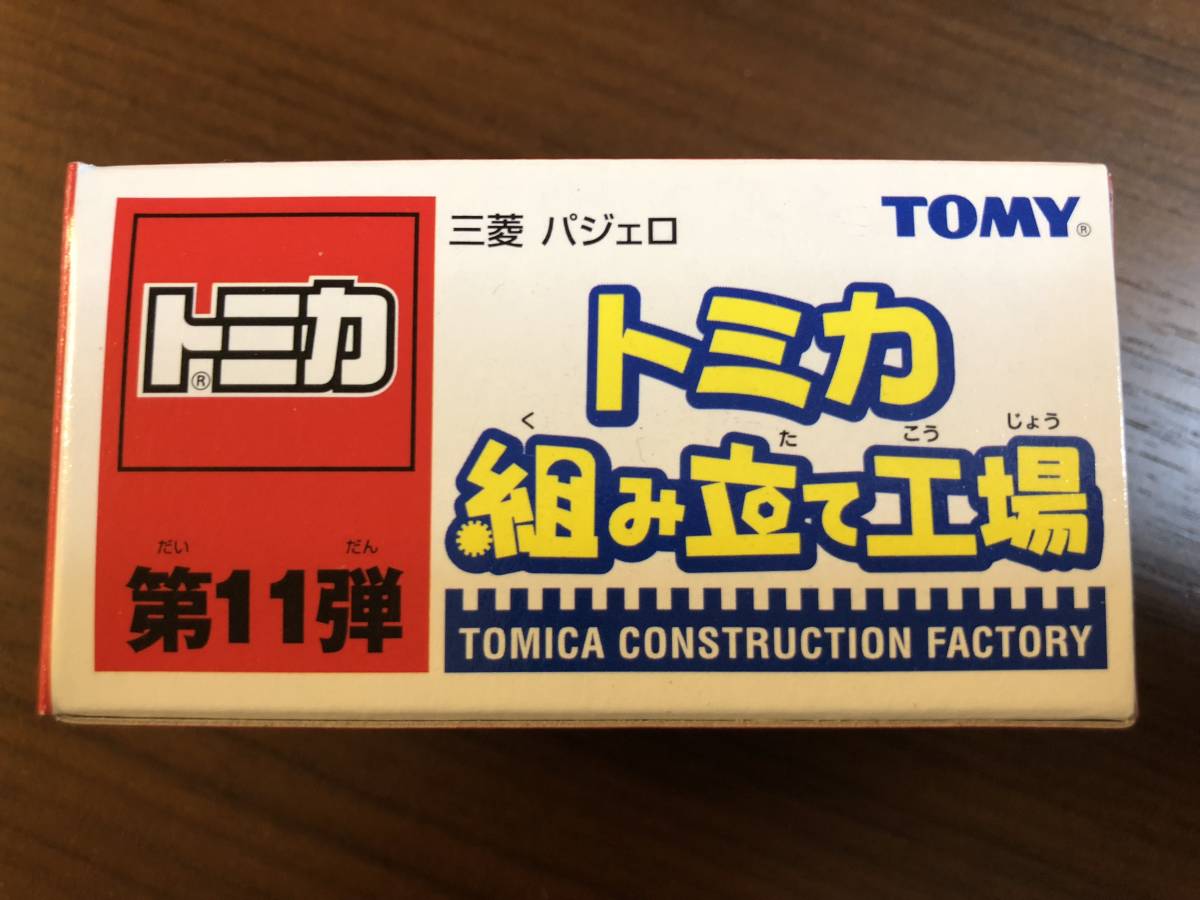 トミカ®
だい だん
第11弾
三菱 パジェロ
TOMY®
トミカ
く た こう じょう
組み立て工場
TOMICA CONSTRUCTION FACTORY